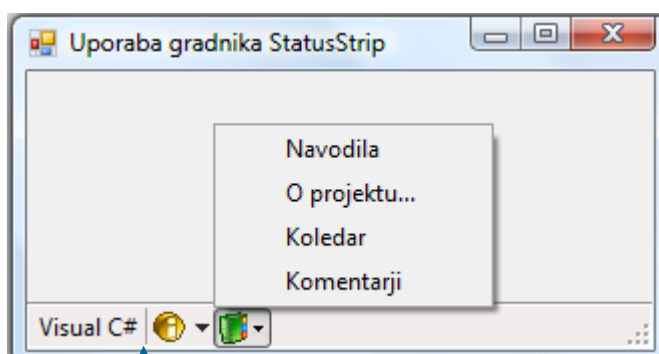 Uporaba gradnika StatusStrip
Navodila
O projektu...
Koledar
Komentarji
Visual C#